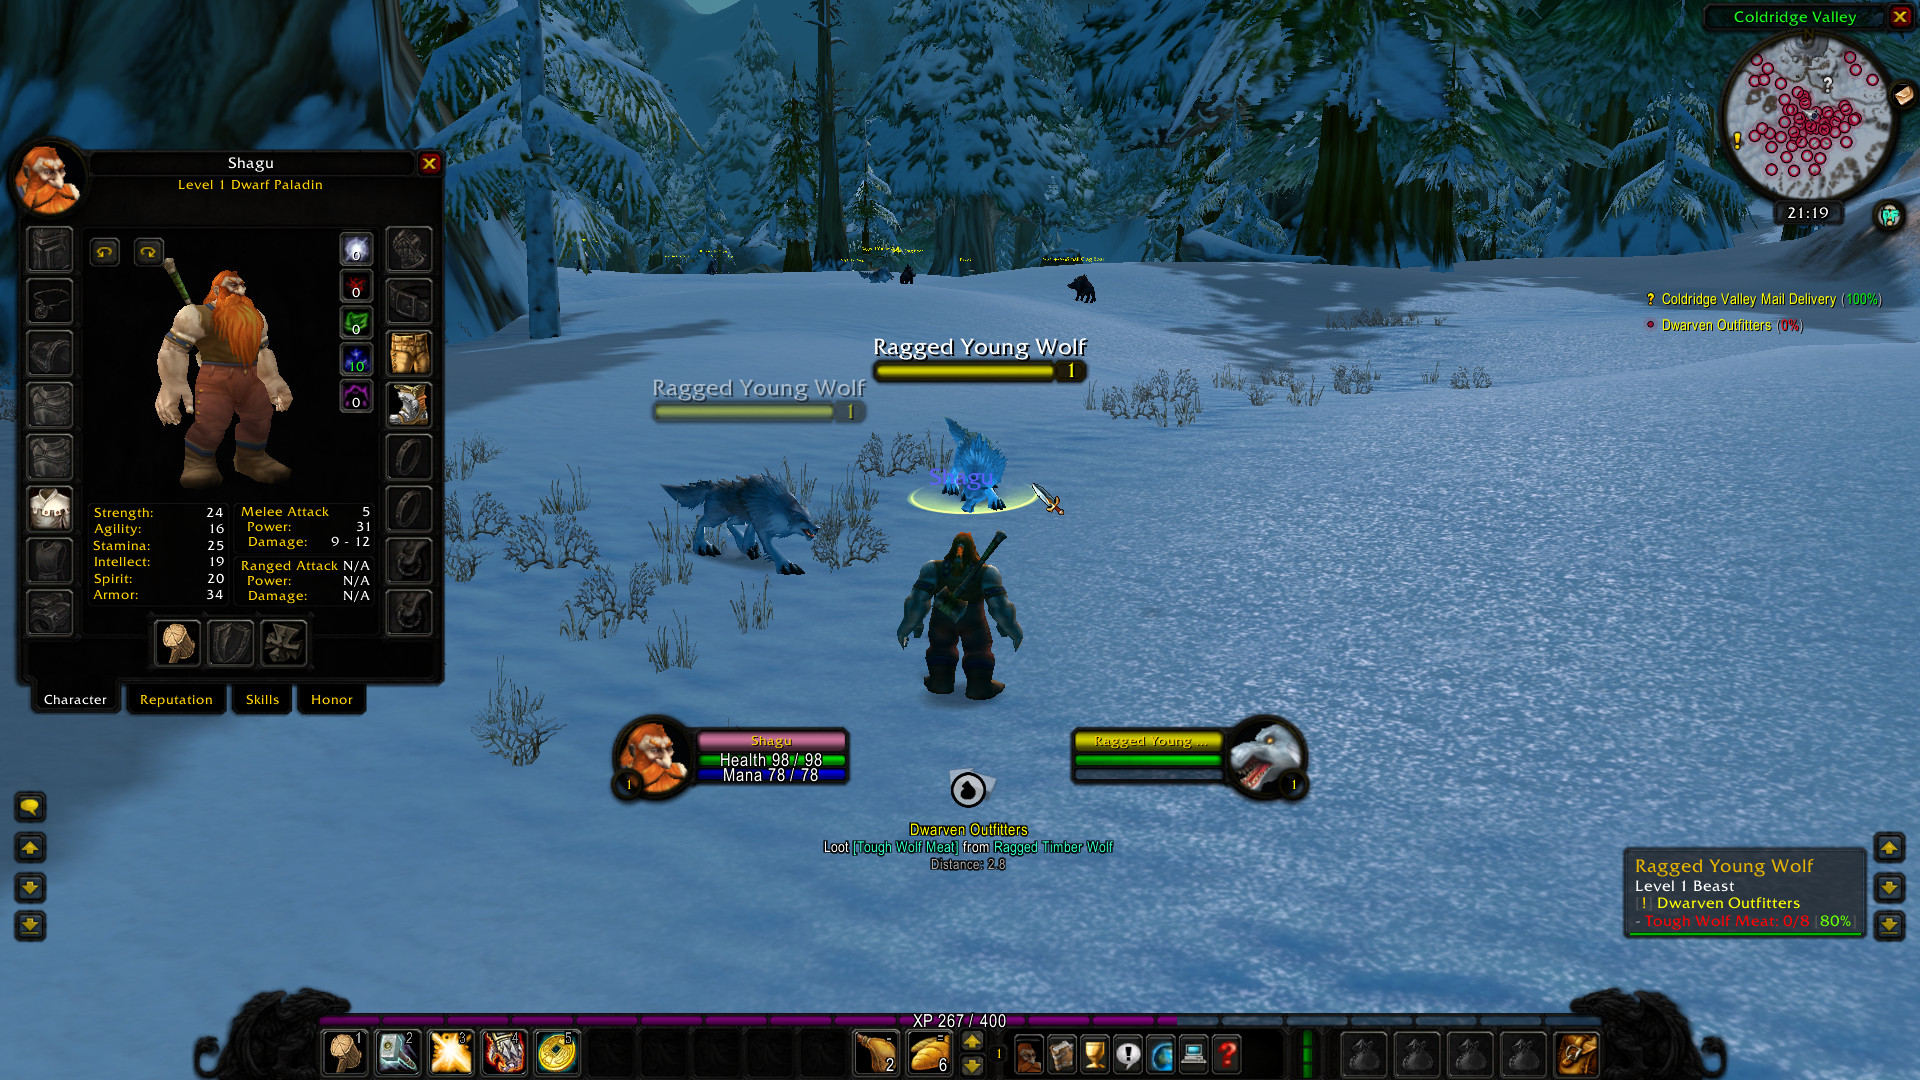 Coldridge Valley
N
21:19
? Coldridge Valley Mail Delivery (100%)
Dwarven Outfitters (0%)
Shagu
Level 1 Dwarf Paladin
0
0
0
10
0
Strength: 24
Agility: 16
Stamina: 25
Intellect: 19
Spirit: 20
Armor: 34
Melee Attack 5
Power: 31
Damage: 9 - 12
Ranged Attack N/A
Power: N/A
Damage: N/A
Character
Reputation
Skills
Honor
Ragged Young Wolf
1
Ragged Young Wolf
1
Shagu
Shagu
Health 98 / 98
Mana 78 / 78
1
Ragged Young ...
1
Dwarven Outfitters
Loot [Tough Wolf Meat] from Ragged Timber Wolf
Distance: 2.8
Ragged Young Wolf
Level 1 Beast
[!] Dwarven Outfitters
- Tough Wolf Meat: 0/8 [80%]
XP 267 / 400
1
2
3
4
5
-
2
=
6
1